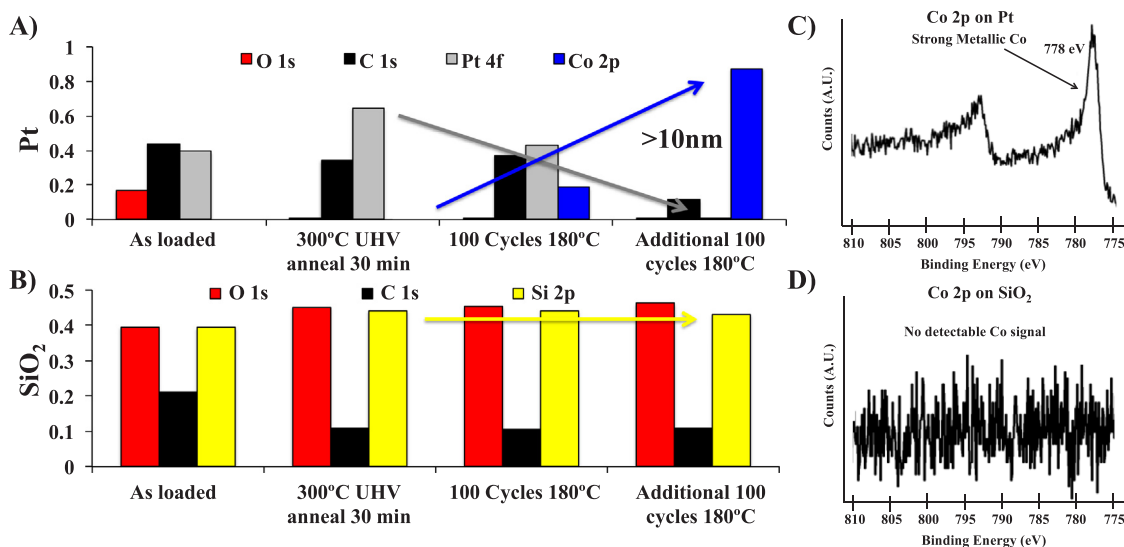 A)
O 1s C 1s Pt 4f Co 2p
1
0.8
0.6
0.4
0.2
0
Pt
>10nm
As loaded
300ºC UHV
anneal 30 min
100 Cycles 180ºC
Additional 100
cycles 180ºC
B)
O 1s C 1s Si 2p
0.5
0.4
0.3
0.2
0.1
0
SiO2
As loaded
300ºC UHV
anneal 30 min
100 Cycles 180ºC
Additional 100
cycles 180ºC
C)
Co 2p on Pt
Strong Metallic Co
778 eV
Counts (A.U.)
810 805 800 795 790 785 780 775
Binding Energy (eV)
D)
Co 2p on SiO2
No detectable Co signal
Counts (A.U.)
810 805 800 795 790 785 780 775
Binding Energy (eV)